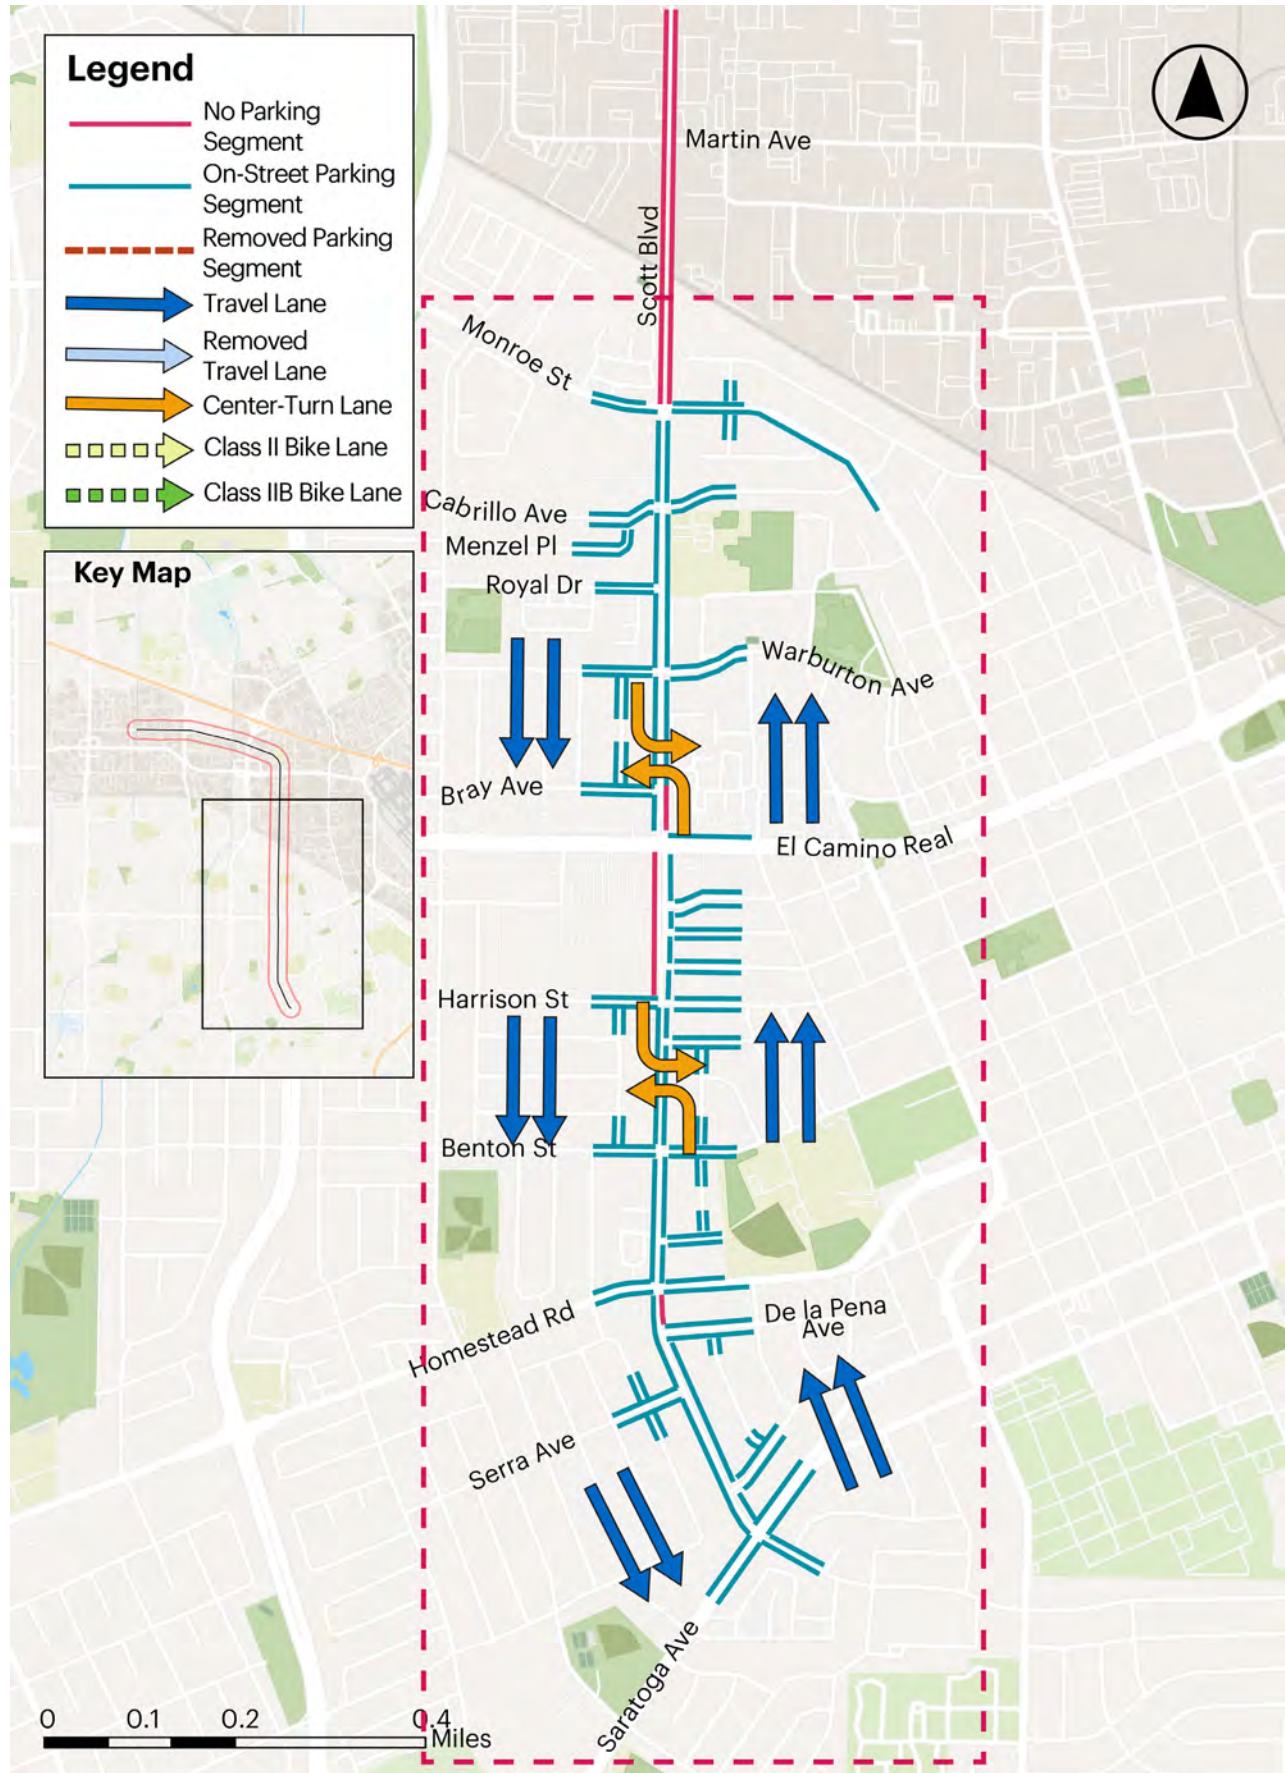 Legend
No Parking
Segment
On-Street Parking
Segment
Removed Parking
Segment
Travel Lane
Removed
Travel Lane
Center-Turn Lane
Class II Bike Lane
Class IIB Bike Lane
Key Map
Martin Ave
Scott Blvd
Monroe St
Cabrillo Ave
Menzel Pl
Royal Dr
Warburton Ave
Bray Ave
El Camino Real
Harrison St
Benton St
Homestead Rd
De la Pena
Ave
Serra Ave
Saratoga Ave
0 0.1 0.2 0.4
Miles